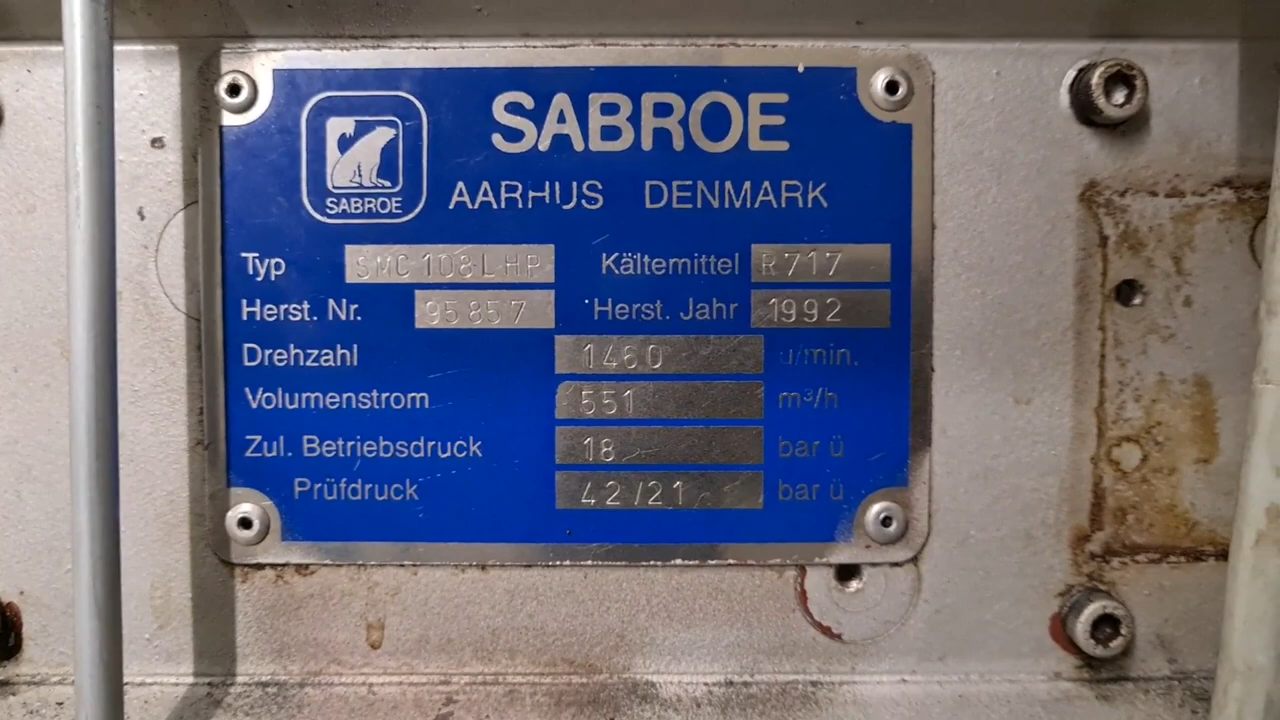 SABROE
SABROE
AARHUS DENMARK
Typ SMC 108 L HP Kältemittel R717
Herst. Nr. 95857 Herst. Jahr 1992
Drehzahl 1460 u/min.
Volumenstrom 551 m³/h
Zul. Betriebsdruck 18 bar ü
Prüfdruck 42/21 bar ü